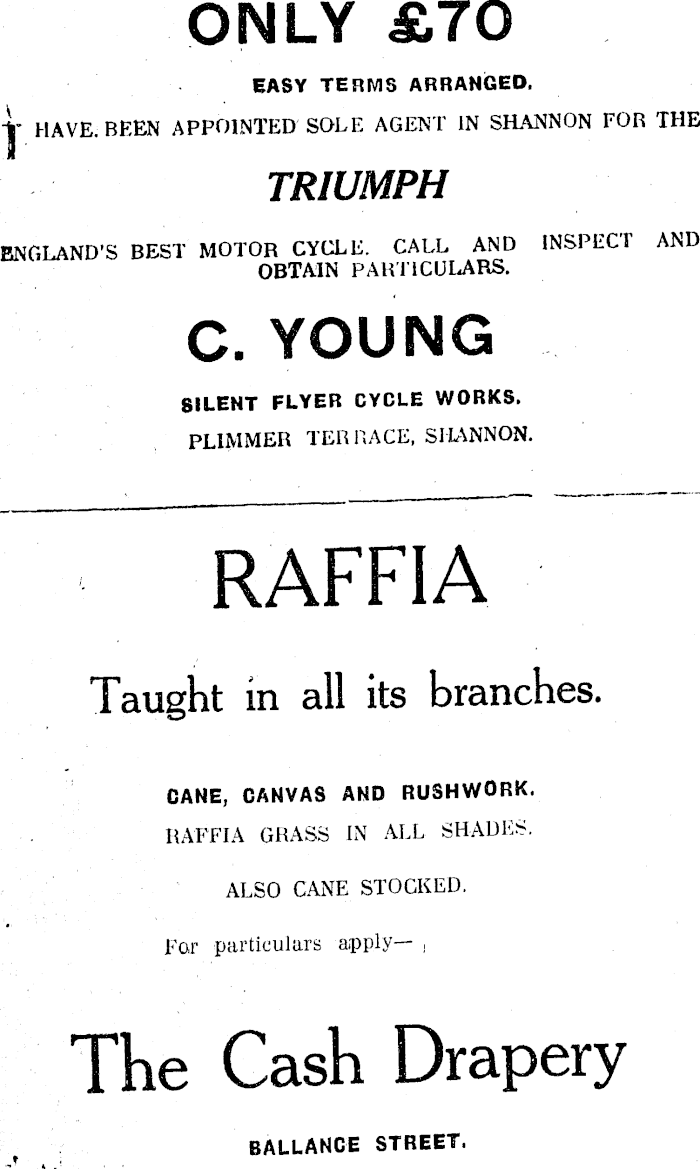 ONLY £70
EASY TERMS ARRANGED.
I HAVE BEEN APPOINTED SOLE AGENT IN SHANNON FOR THE
TRIUMPH
ENGLAND'S BEST MOTOR CYCLE. CALL AND INSPECT AND
OBTAIN PARTICULARS.
C. YOUNG
SILENT FLYER CYCLE WORKS.
PLIMMER TERRACE, SHANNON.
RAFFIA
Taught in all its branches.
CANE, CANVAS AND RUSHWORK.
RAFFIA GRASS IN ALL SHADES.
ALSO CANE STOCKED.
For particulars apply—
The Cash Drapery
BALLANCE STREET.